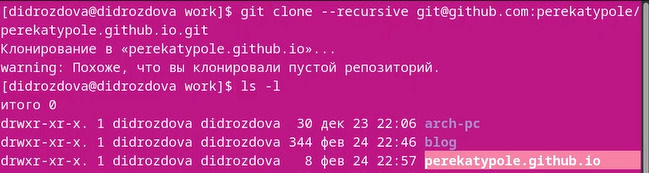 [didrozdova@didrozdova work]$ git clone --recursive git@github.com:perekatypole/
perekatypole.github.io.git
Клонирование в «perekatypole.github.io»...
warning: Похоже, что вы клонировали пустой репозиторий.
[didrozdova@didrozdova work]$ ls -l
итого 0
drwxr-xr-x. 1 didrozdova didrozdova  30 дек 23 22:06 arch-pc
drwxr-xr-x. 1 didrozdova didrozdova 344 фев 24 22:46 blog
drwxr-xr-x. 1 didrozdova didrozdova   8 фев 24 22:57 perekatypole.github.io